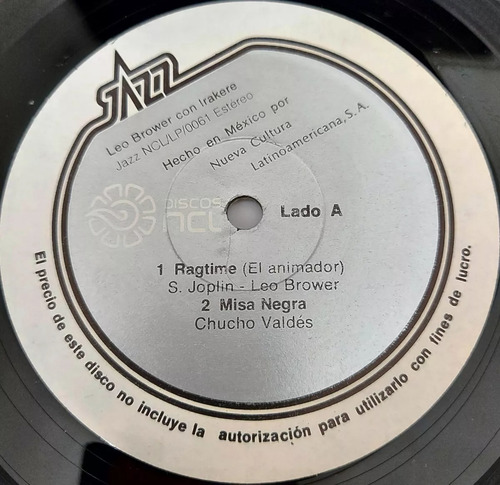 JAZZ
Leo Brower con Irakere
Jazz NCL/LP/0061 Estéreo
Hecho en México por
Nueva Cultura
Latinoamericana, S.A.
DISCOS
NCL
Lado A
1 Ragtime (El animador)
S. Joplin - Leo Brower
2 Misa Negra
Chucho Valdés
El precio de este disco no incluye la autorización para utilizarlo con fines de lucro.